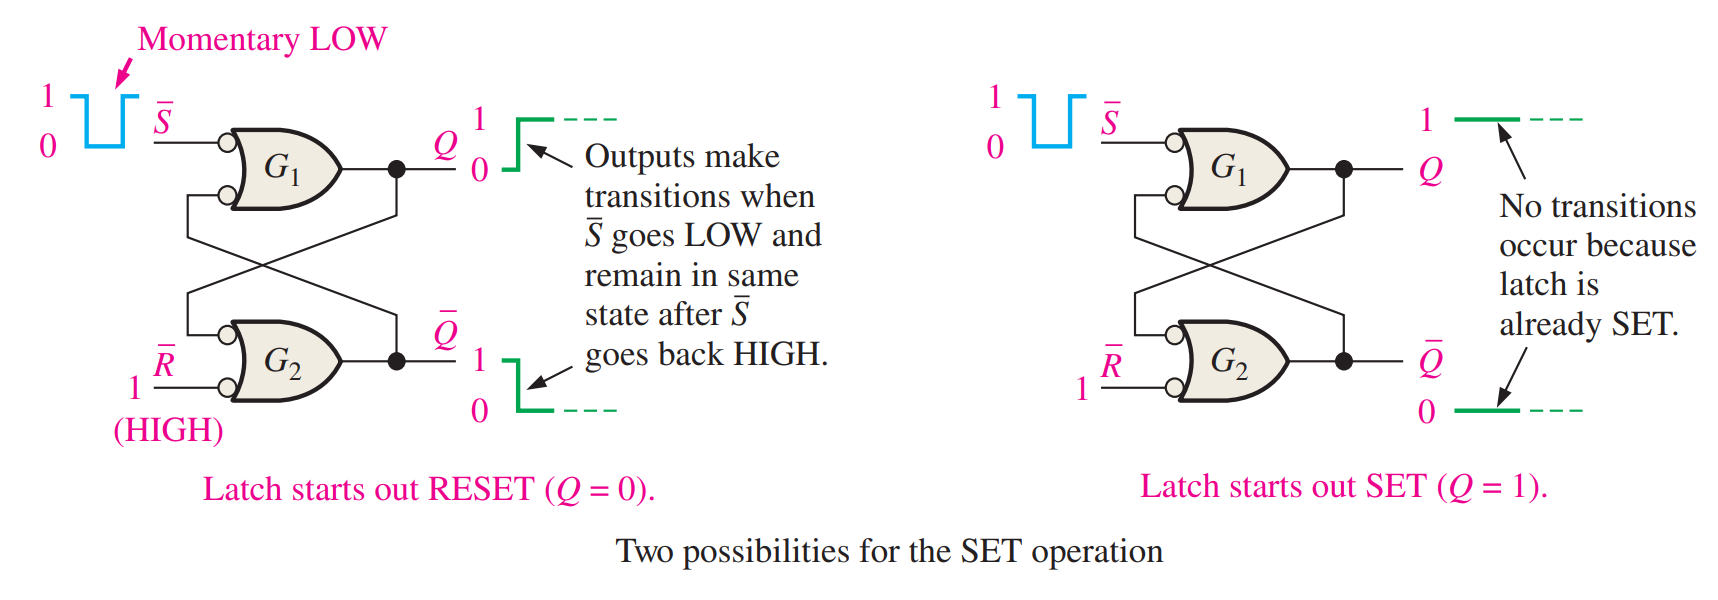 Momentary LOW
1
0
S̅
G₁
Q
1
0
Outputs make
transitions when
S̅ goes LOW and
remain in same
state after S̅
goes back HIGH.
R̅
1
(HIGH)
G₂
Q̅
1
0
Latch starts out RESET (Q = 0).
1
0
S̅
G₁
1
Q
No transitions
occur because
latch is
already SET.
R̅
1
G₂
Q̅
0
Latch starts out SET (Q = 1).
Two possibilities for the SET operation